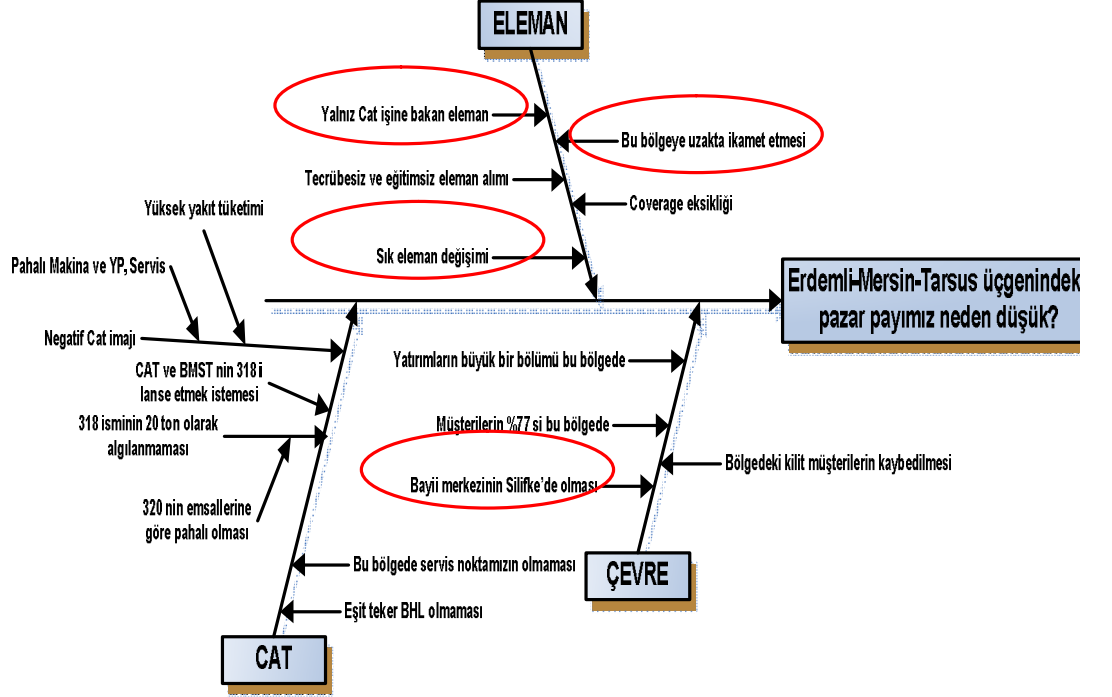 ELEMAN
Yalnız Cat işine bakan eleman
Bu bölgeye uzakta ikamet etmesi
Tecrübesiz ve eğitimsiz eleman alımı
Coverage eksikliği
Yüksek yakıt tüketimi
Sık eleman değişimi
Pahalı Makina ve YP, Servis
Erdemli-Mersin-Tarsus üçgenindek
pazar payımız neden düşük?
Negatif Cat imajı
CAT ve BMST nin 318 i
lanse etmek istemesi
Yatırımların büyük bir bölümü bu bölgede
318 isminin 20 ton olarak
algılanmaması
Müşterilerin %77 si bu bölgede
Bölgedeki kilit müşterilerin kaybedilmesi
Bayii merkezinin Silifke'de olması
320 nin emsallerine
göre pahalı olması
Bu bölgede servis noktamızın olmaması
ÇEVRE
Eşit teker BHL olmaması
CAT